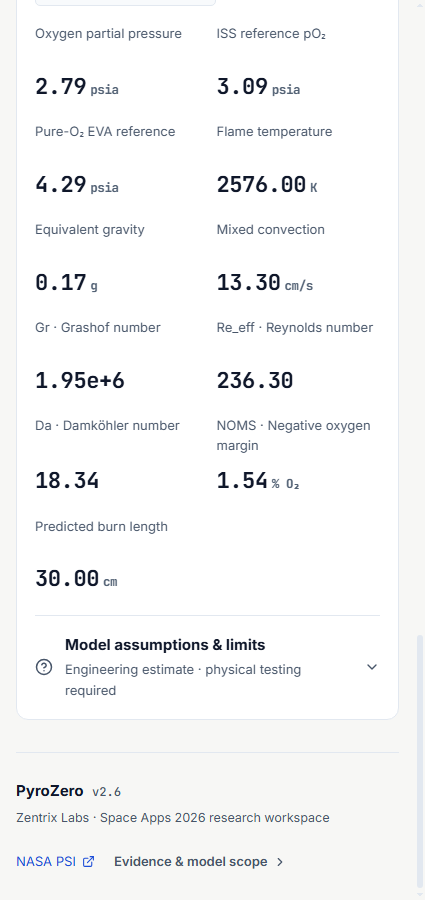 Oxygen partial pressure
ISS reference pO₂
2.79 psia
3.09 psia
Pure-O₂ EVA reference
Flame temperature
4.29 psia
2576.00 K
Equivalent gravity
Mixed convection
0.17 g
13.30 cm/s
Gr · Grashof number
Re_eff · Reynolds number
1.95e+6
236.30
Da · Damköhler number
NOMS · Negative oxygen
margin
18.34
1.54 % O₂
Predicted burn length
30.00 cm
Model assumptions & limits
Engineering estimate · physical testing
required
PyroZero v2.6
Zentrix Labs · Space Apps 2026 research workspace
NASA PSI
Evidence & model scope